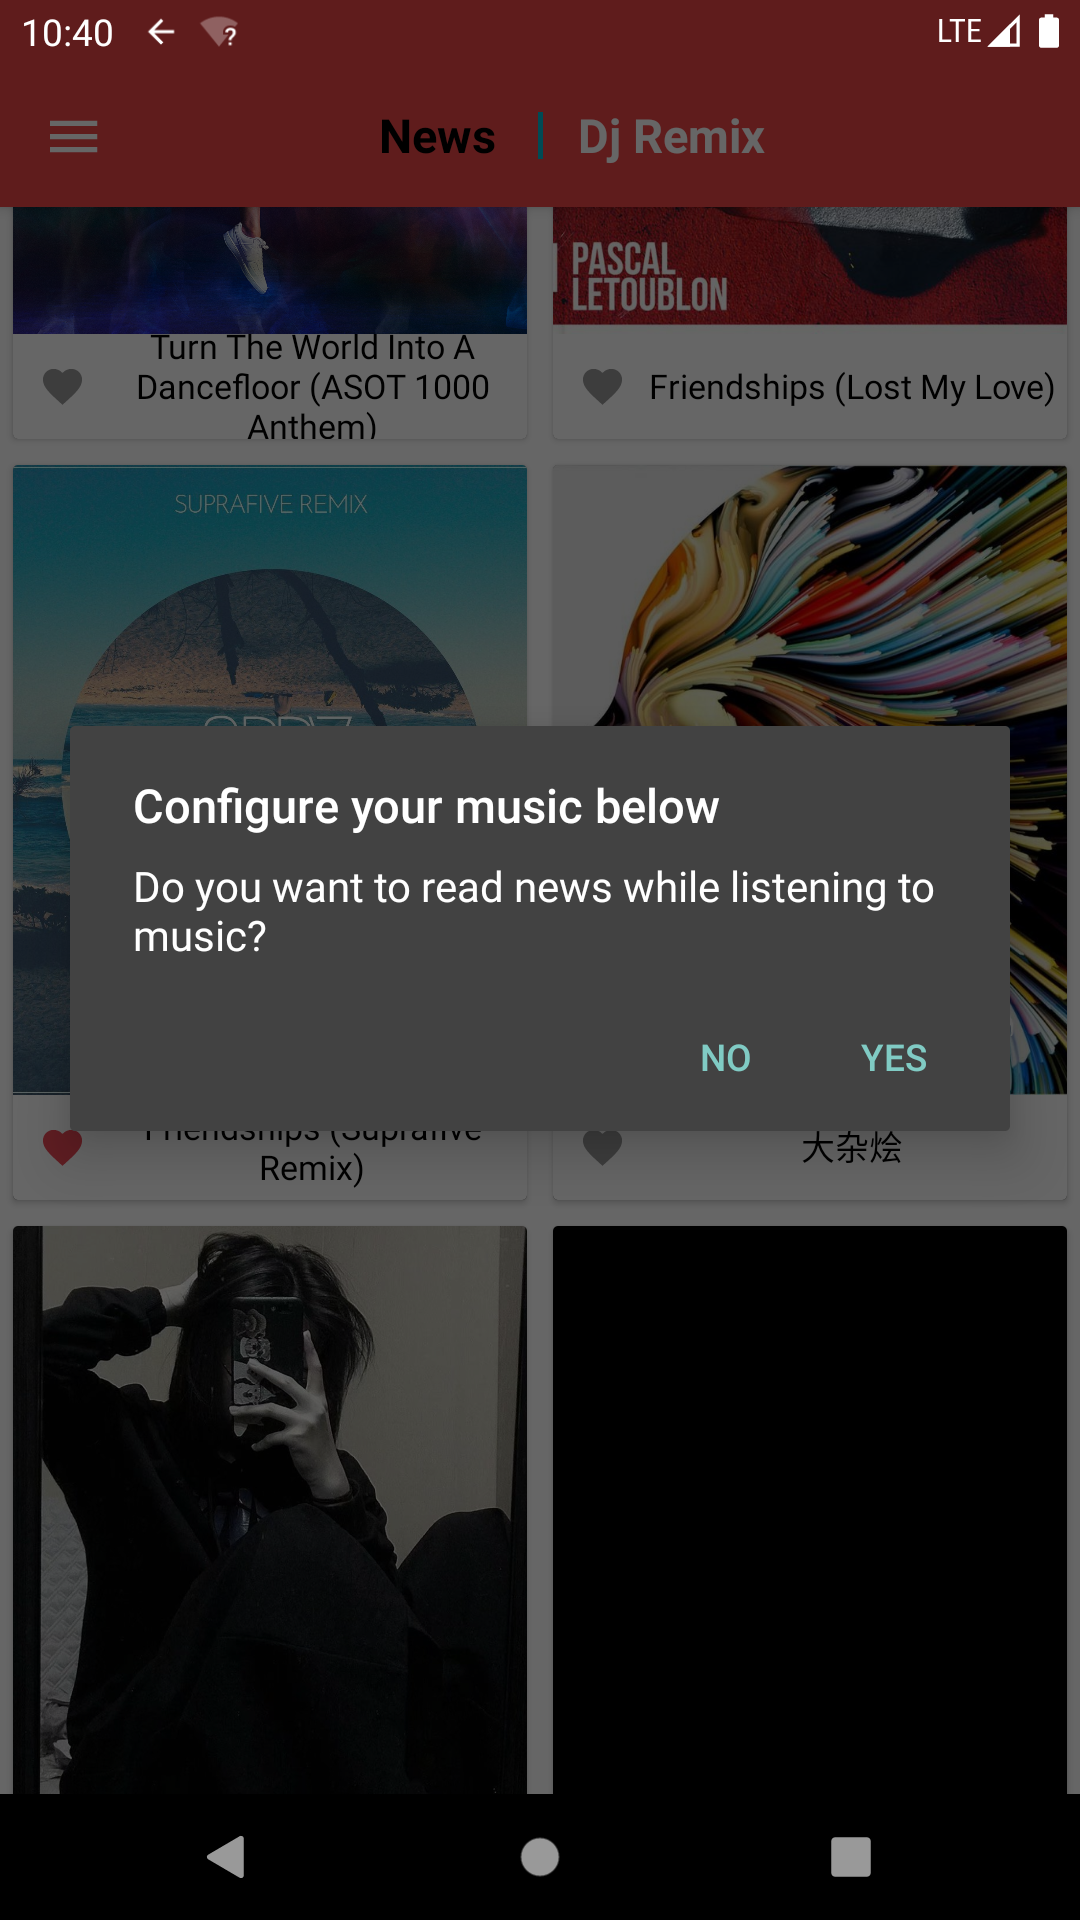 10:40
LTE
News
Dj Remix
PASCAL
LETOUBLON
Turn The World Into A
Dancefloor (ASOT 1000
Anthem)
Friendships (Lost My Love)
SUPRAFIVE REMIX
Configure your music below
Do you want to read news while listening to
music?
NO
YES
Friendships (Suprafive
Remix)
大杂烩